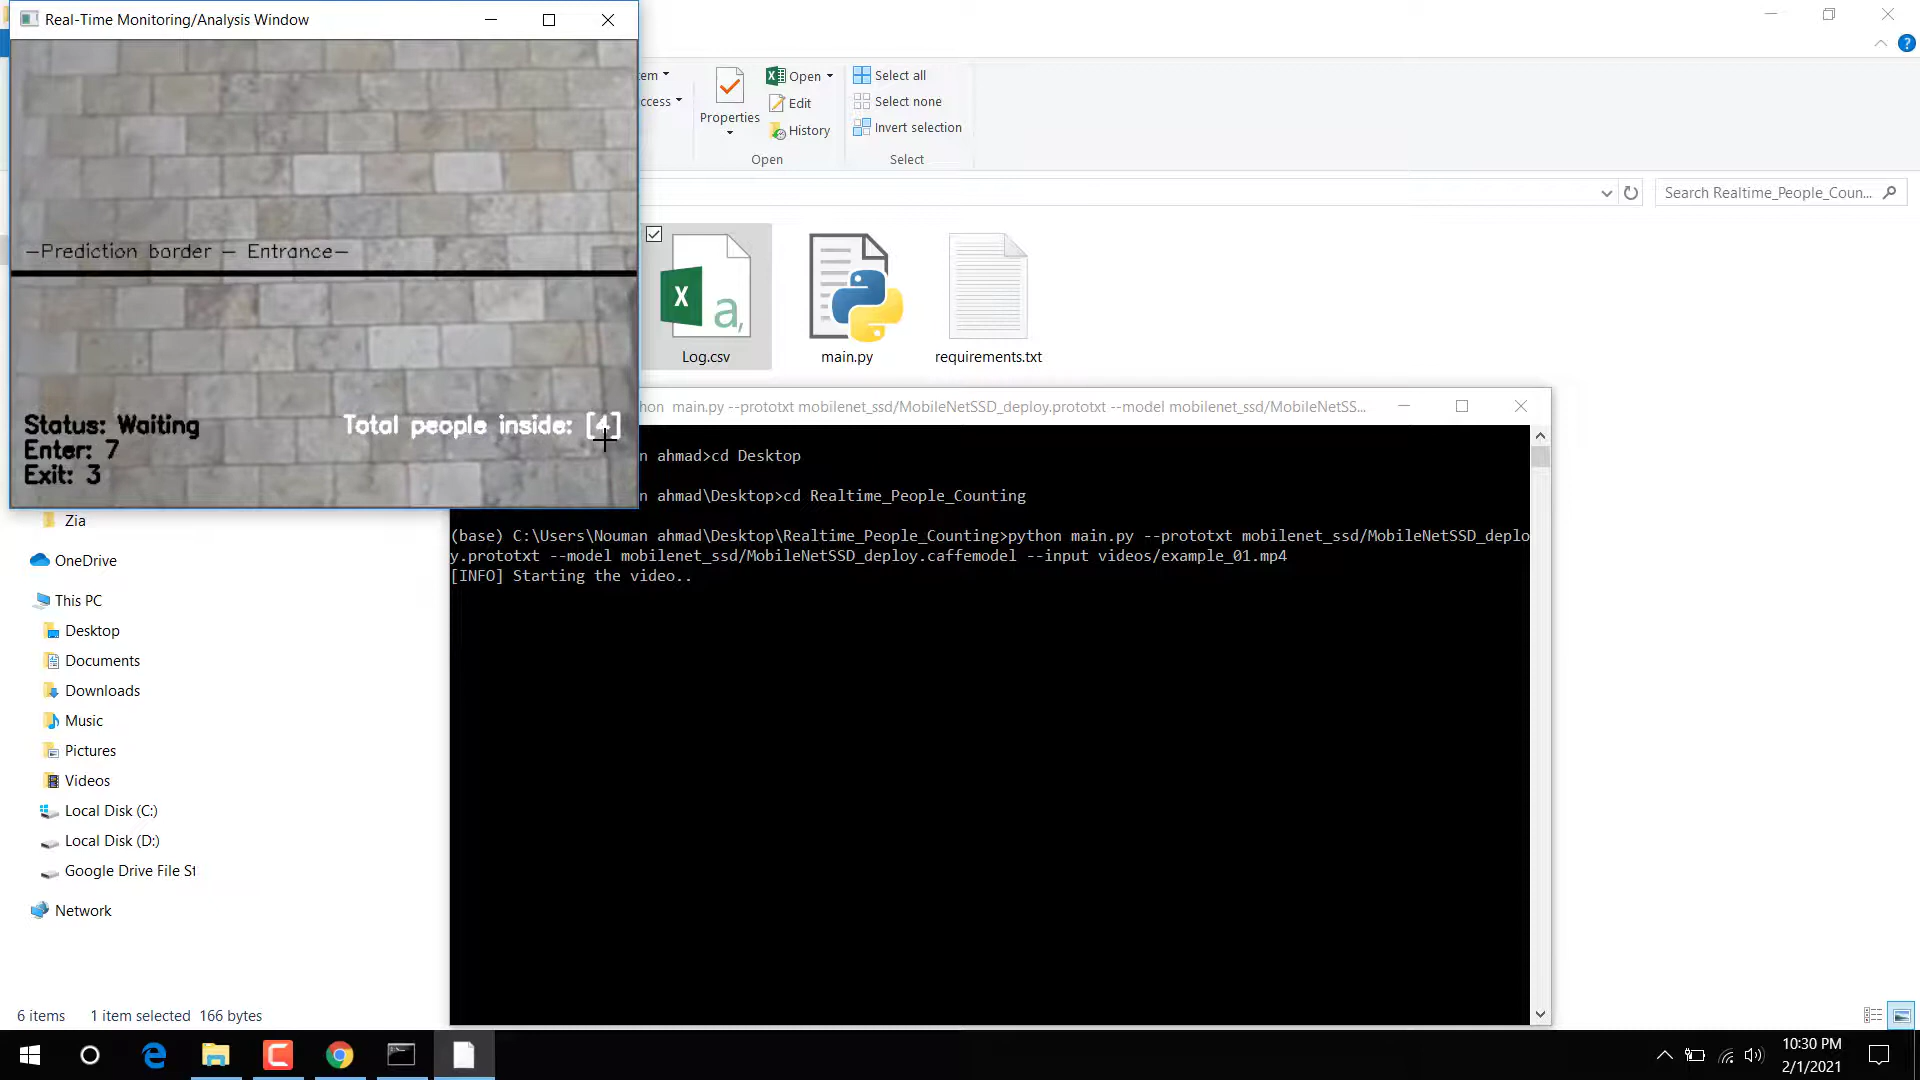 Real-Time Monitoring/Analysis Window
—Prediction border — Entrance—
Status: Waiting
Total people inside: [4]
Enter: 7
Exit: 3
em
ccess
Properties
Open
Edit
History
Open
Select all
Select none
Invert selection
Select
Search Realtime_People_Coun...
Log.csv
main.py
requirements.txt
hon  main.py --prototxt mobilenet_ssd/MobileNetSSD_deploy.prototxt --model mobilenet_ssd/MobileNetSS...
n ahmad>cd Desktop
n ahmad\Desktop>cd Realtime_People_Counting
(base) C:\Users\Nouman ahmad\Desktop\Realtime_People_Counting>python main.py --prototxt mobilenet_ssd/MobileNetSSD_deplo
y.prototxt --model mobilenet_ssd/MobileNetSSD_deploy.caffemodel --input videos/example_01.mp4
[INFO] Starting the video..
Zia
OneDrive
This PC
Desktop
Documents
Downloads
Music
Pictures
Videos
Local Disk (C:)
Local Disk (D:)
Google Drive File St
Network
6 items
1 item selected  166 bytes
10:30 PM
2/1/2021